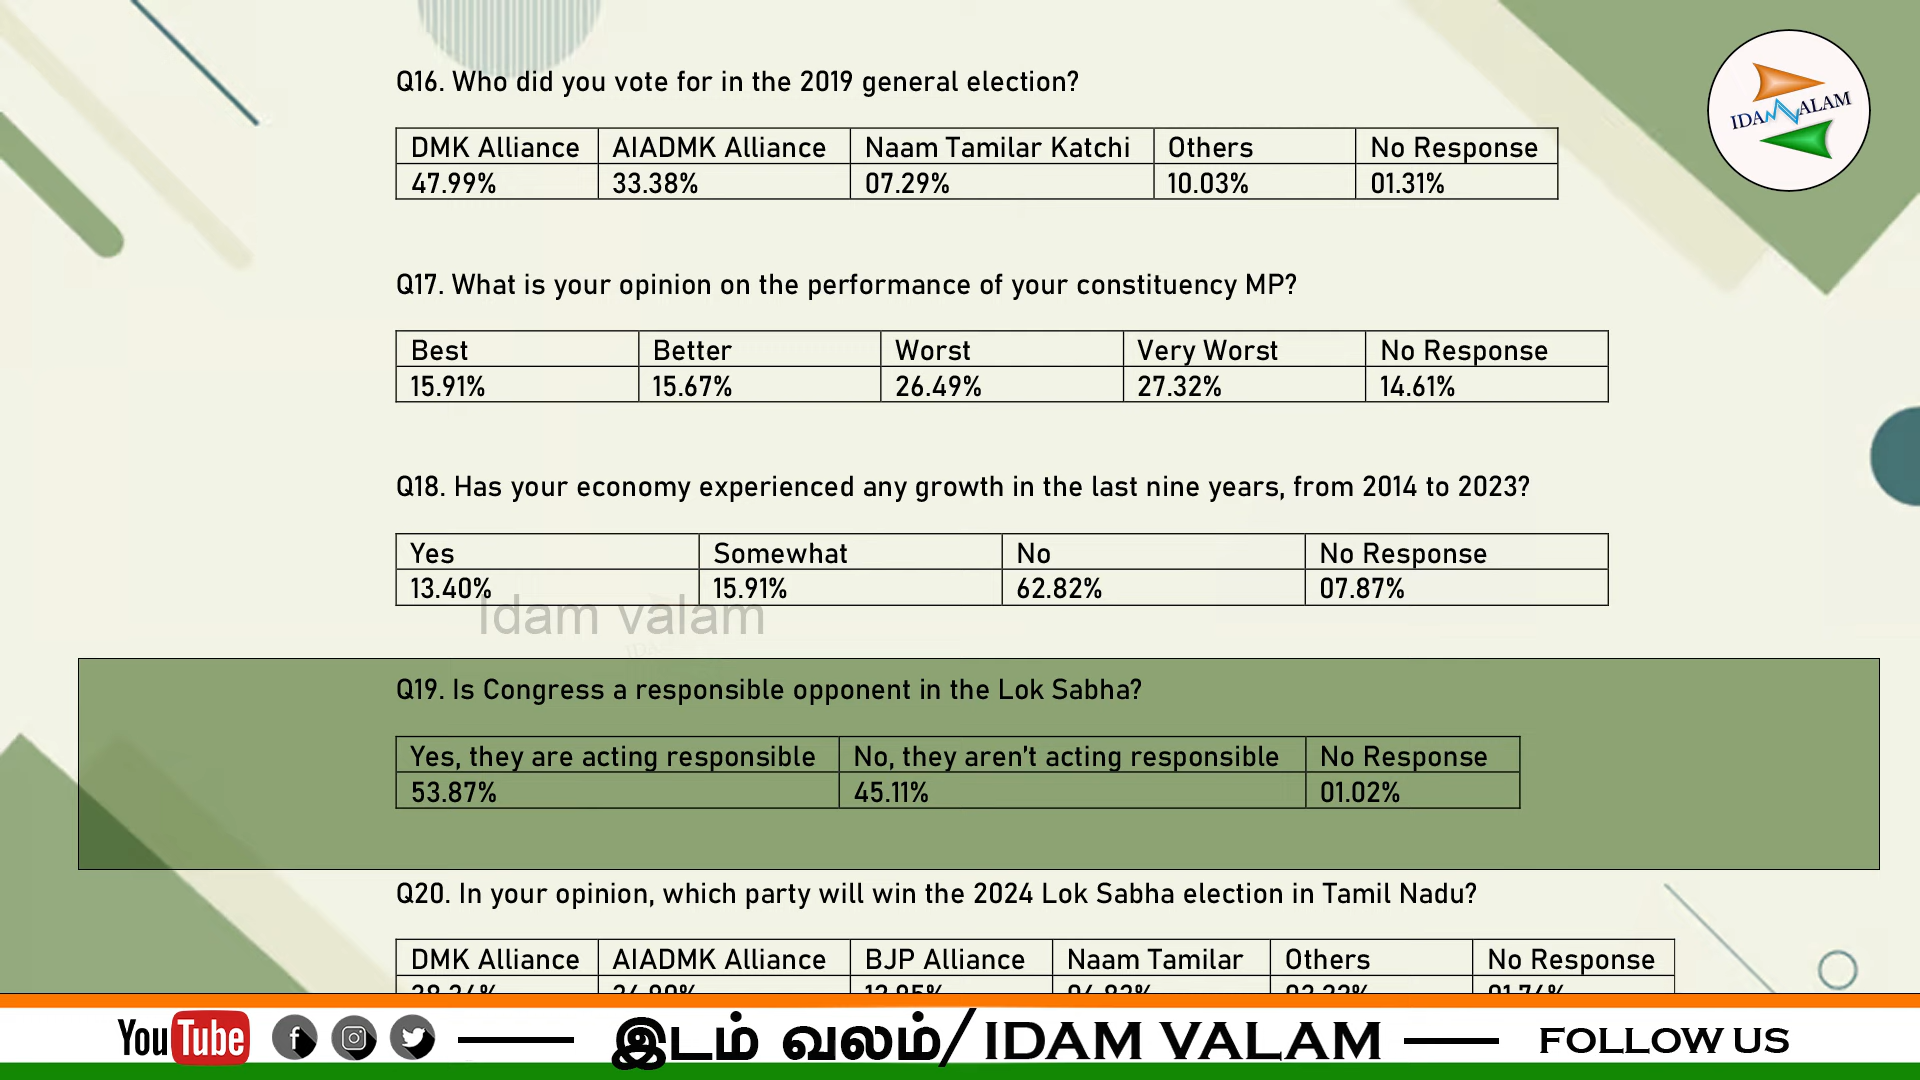 Q16. Who did you vote for in the 2019 general election?
DMK Alliance AIADMK Alliance Naam Tamilar Katchi Others No Response
47.99% 33.38% 07.29% 10.03% 01.31%
IDAM VALAM
Q17. What is your opinion on the performance of your constituency MP?
Best Better Worst Very Worst No Response
15.91% 15.67% 26.49% 27.32% 14.61%
Q18. Has your economy experienced any growth in the last nine years, from 2014 to 2023?
Yes Somewhat No No Response
13.40% 15.91% 62.82% 07.87%
Idam valam
Q19. Is Congress a responsible opponent in the Lok Sabha?
Yes, they are acting responsible No, they aren't acting responsible No Response
53.87% 45.11% 01.02%
Q20. In your opinion, which party will win the 2024 Lok Sabha election in Tamil Nadu?
DMK Alliance AIADMK Alliance BJP Alliance Naam Tamilar Others No Response
YouTube இடம் வலம்/IDAM VALAM FOLLOW US